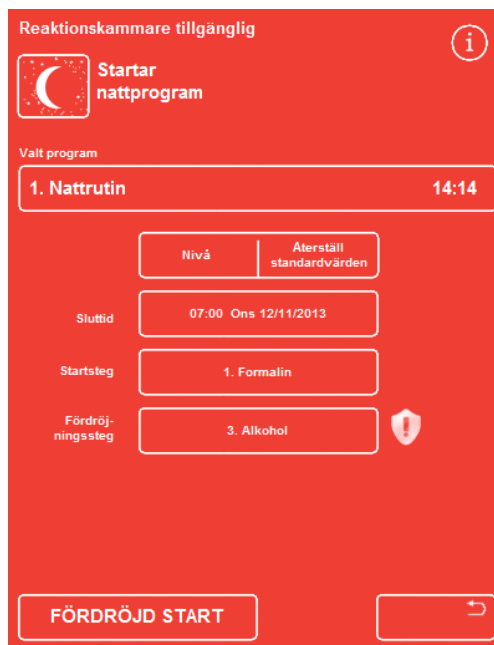 Reaktionskammare tillgänglig
Startar
nattprogram
Valt program
1. Nattrutin 14:14
Nivå
Återställ
standardvärden
Sluttid
07:00 Ons 12/11/2013
Startsteg
1. Formalin
Fördröj-
ningssteg
3. Alkohol
FÖRDRÖJD START